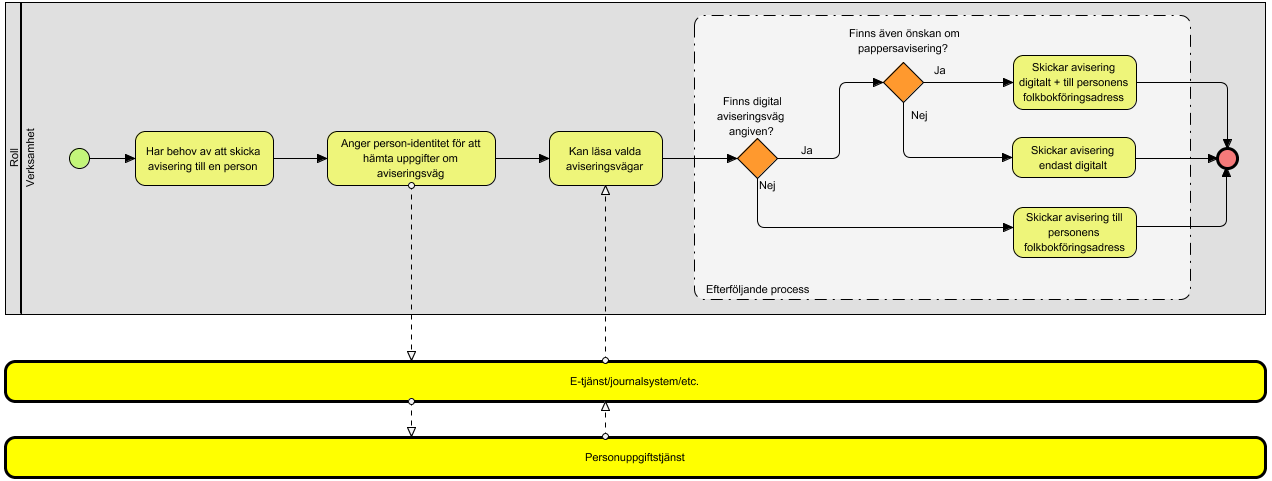 Roll
Verksamhet
Har behov av att skicka
avisering till en person
Anger person-identitet för att
hämta uppgifter om
aviseringsväg
Kan läsa valda
aviseringsvägar
Finns digital
aviseringsväg
angiven?
Ja
Nej
Finns även önskan om
pappersavisering?
Ja
Nej
Skickar avisering
digitalt + till personens
folkbokföringsadress
Skickar avisering
endast digitalt
Skickar avisering till
personens
folkbokföringsadress
Efterföljande process
E-tjänst/journalsystem/etc.
Personuppgiftstjänst